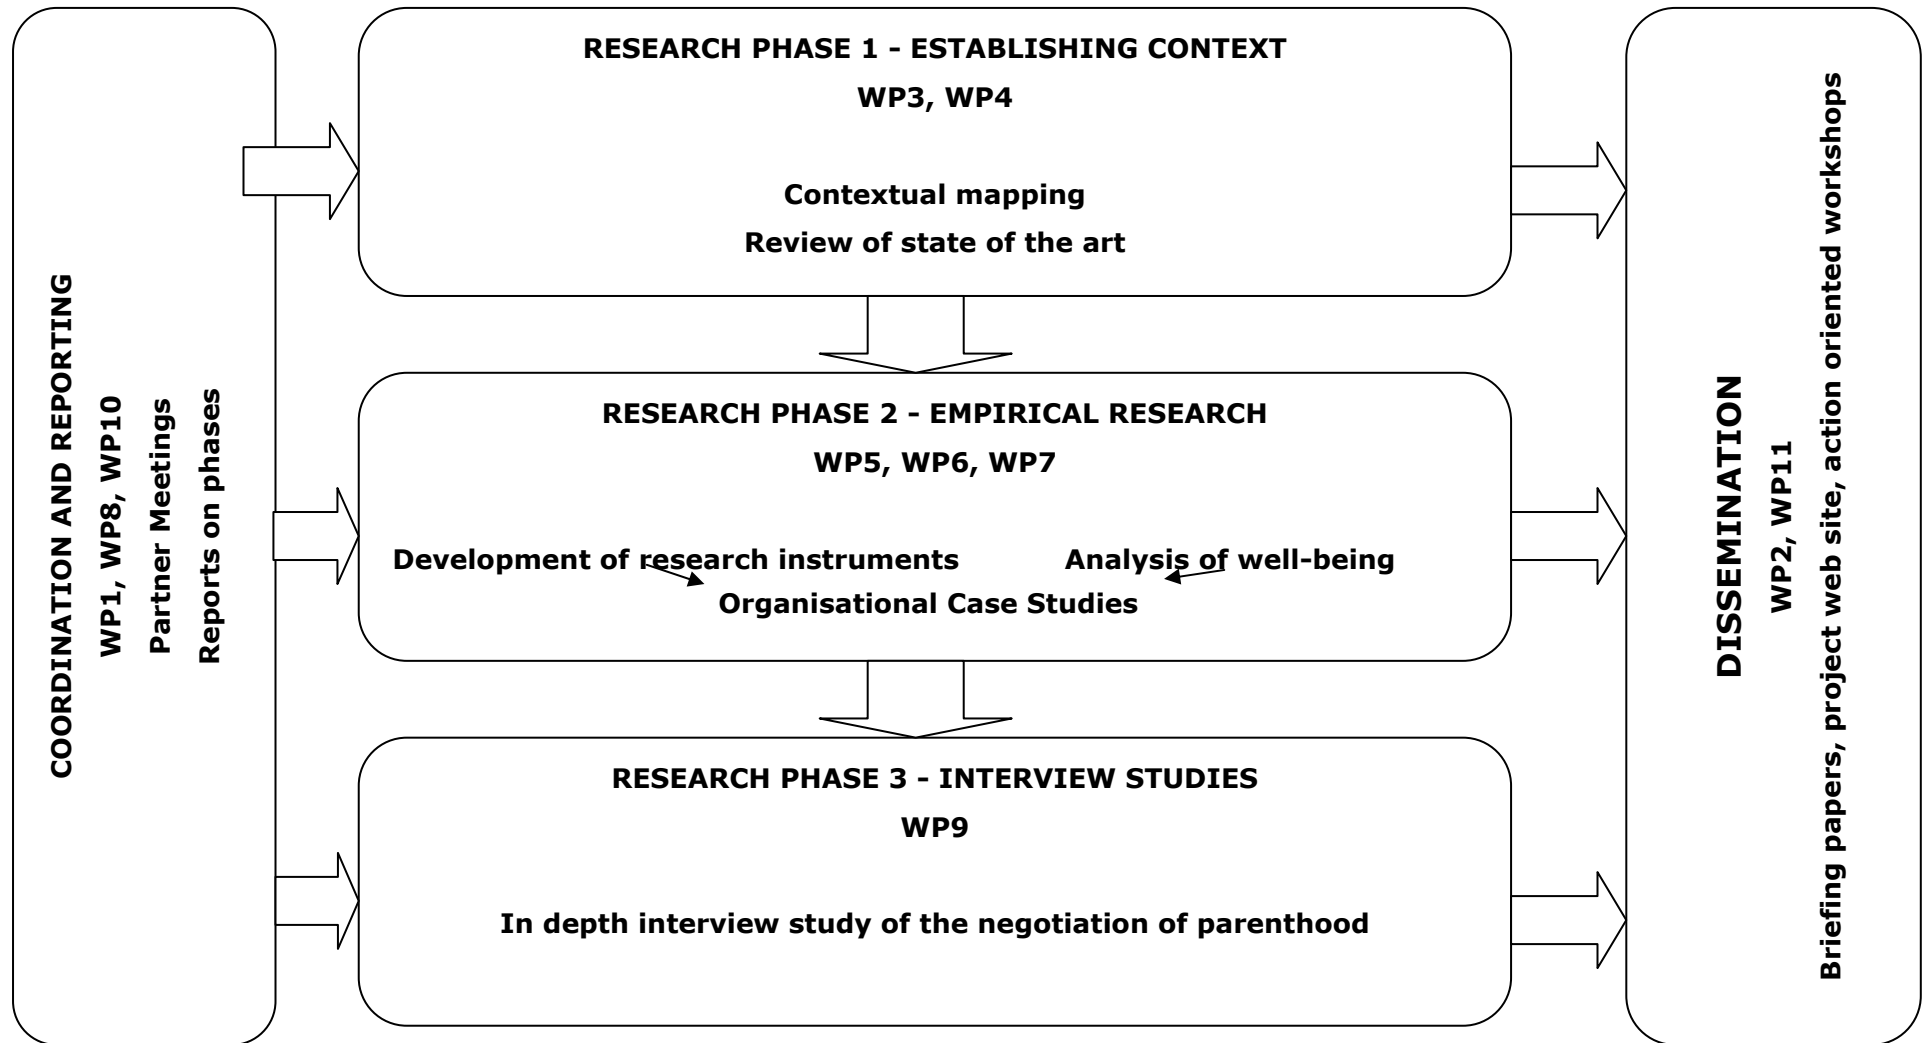 COORDINATION AND REPORTING
WP1, WP8, WP10
Partner Meetings
Reports on phases
RESEARCH PHASE 1 - ESTABLISHING CONTEXT
WP3, WP4
Contextual mapping
Review of state of the art
RESEARCH PHASE 2 - EMPIRICAL RESEARCH
WP5, WP6, WP7
Development of research instruments Analysis of well-being
Organisational Case Studies
RESEARCH PHASE 3 - INTERVIEW STUDIES
WP9
In depth interview study of the negotiation of parenthood
DISSEMINATION
WP2, WP11
Briefing papers, project web site, action oriented workshops